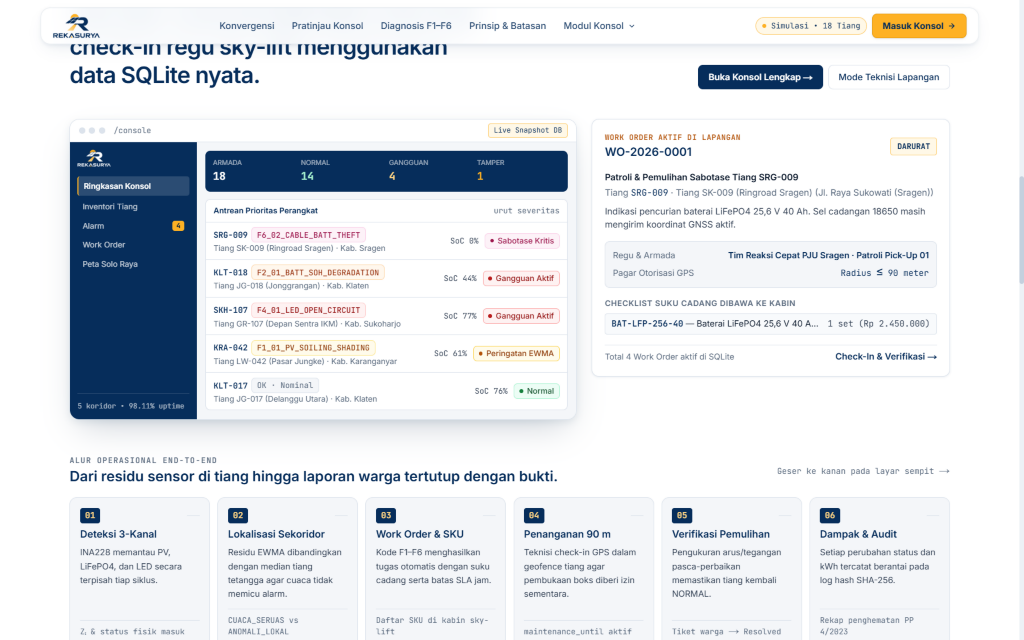 REKASURYA
Konvergensi
Pratinjau Konsol
Diagnosis F1–F6
Prinsip & Batasan
Modul Konsol
Simulasi • 18 Tiang
Masuk Konsol →
check-in regu sky-lift menggunakan
data SQLite nyata.
Buka Konsol Lengkap →
Mode Teknisi Lapangan
/console
Live Snapshot DB
REKASURYA
Ringkasan Konsol
Inventori Tiang
Alarm
4
Work Order
Peta Solo Raya
5 koridor • 98.11% uptime
ARMADA
18
NORMAL
14
GANGGUAN
4
TAMPER
1
Antrean Prioritas Perangkat
urut severitas
SRG-009 F6_02_CABLE_BATT_THEFT
Tiang SK-009 (Ringroad Sragen) · Kab. Sragen
SoC 8%
Sabotase Kritis
KLT-018 F2_01_BATT_SOH_DEGRADATION
Tiang JG-018 (Jonggrangan) · Kab. Klaten
SoC 44%
Gangguan Aktif
SKH-107 F4_01_LED_OPEN_CIRCUIT
Tiang GR-107 (Depan Sentra IKM) · Kab. Sukoharjo
SoC 77%
Gangguan Aktif
KRA-042 F1_01_PV_SOILING_SHADING
Tiang LW-042 (Pasar Jungke) · Kab. Karanganyar
SoC 61%
Peringatan EWMA
KLT-017 OK · Nominal
Tiang JG-017 (Delanggu Utara) · Kab. Klaten
SoC 76%
Normal
WORK ORDER AKTIF DI LAPANGAN
WO-2026-0001
DARURAT
Patroli & Pemulihan Sabotase Tiang SRG-009
Tiang SRG-009 · Tiang SK-009 (Ringroad Sragen) (Jl. Raya Sukowati (Sragen))
Indikasi pencurian baterai LiFePO4 25,6 V 40 Ah. Sel cadangan 18650 masih
mengirim koordinat GNSS aktif.
Regu & Armada
Tim Reaksi Cepat PJU Sragen · Patroli Pick-Up 01
Pagar Otorisasi GPS
Radius ≤ 90 meter
CHECKLIST SUKU CADANG DIBAWA KE KABIN
BAT-LFP-256-40 — Baterai LiFePO4 25,6 V 40 A...
1 set (Rp 2.450.000)
Total 4 Work Order aktif di SQLite
Check-In & Verifikasi →
ALUR OPERASIONAL END-TO-END
Dari residu sensor di tiang hingga laporan warga tertutup dengan bukti.
Geser ke kanan pada layar sempit →
01
Deteksi 3-Kanal
INA228 memantau PV,
LiFePO4, dan LED secara
terpisah tiap siklus.
Zᵢ & status fisik masuk
02
Lokalisasi Sekoridor
Residu EWMA dibandingkan
dengan median tiang
tetangga agar cuaca tidak
memicu alarm.
CUACA_SERUAS vs
ANOMALI_LOKAL
03
Work Order & SKU
Kode F1–F6 menghasilkan
tugas otomatis dengan suku
cadang serta batas SLA jam.
Daftar SKU di kabin sky-
lift
04
Penanganan 90 m
Teknisi check-in GPS dalam
geofence tiang agar
pembukaan boks diberi izin
sementara.
maintenance_until aktif
05
Verifikasi Pemulihan
Pengukuran arus/tegangan
pasca-perbaikan
memastikan tiang kembali
NORMAL.
Tiket warga → Resolved
06
Dampak & Audit
Setiap perubahan status dan
kWh tercatat berantai pada
log hash SHA-256.
Rekap penghematan PP
4/2023